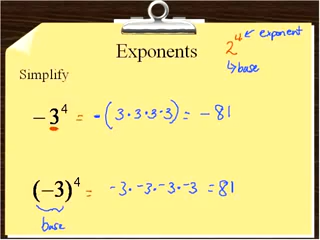 Exponents
2⁴ exponent
base
Simplify
-3⁴ = -(3·3·3·3) = -81
(-3)⁴ = -3·-3·-3·-3 = 81
base